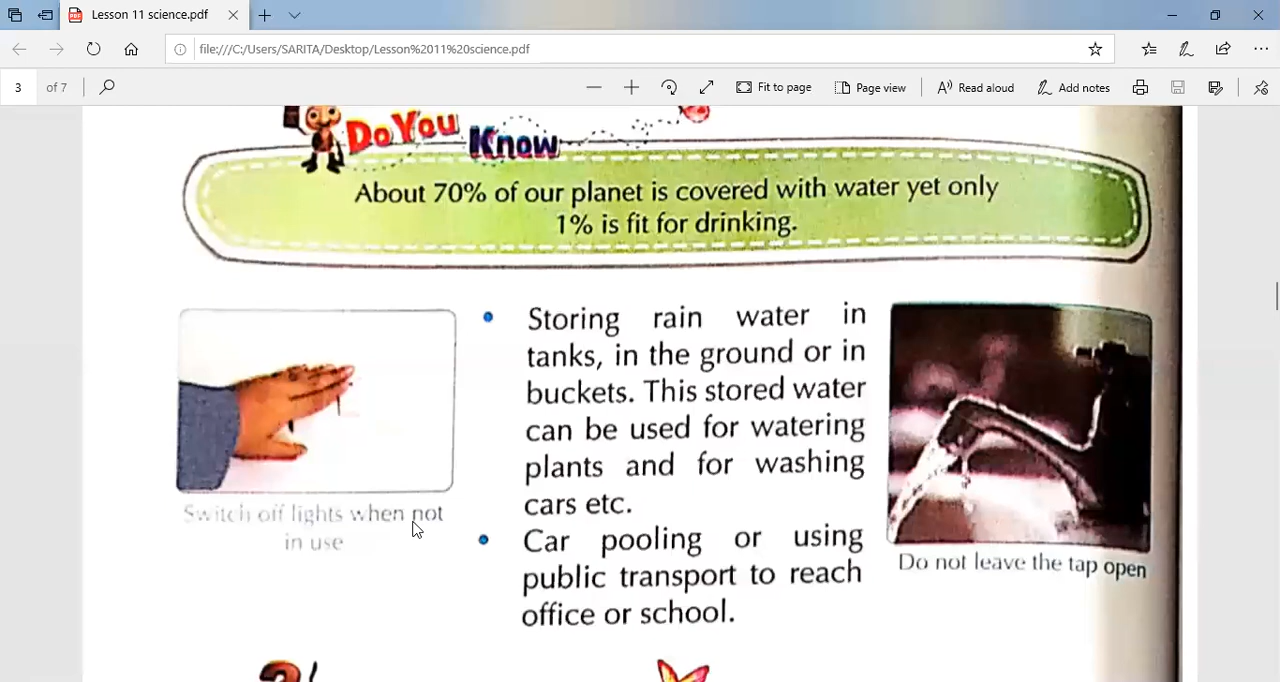 Lesson 11 science.pdf
file:///C:/Users/SARITA/Desktop/Lesson%2011%20science.pdf
3 of 7
Fit to page
Page view
Read aloud
Add notes
Do You Know
About 70% of our planet is covered with water yet only
1% is fit for drinking.
Switch off lights when not
in use
• Storing rain water in
tanks, in the ground or in
buckets. This stored water
can be used for watering
plants and for washing
cars etc.
• Car pooling or using
public transport to reach
office or school.
Do not leave the tap open